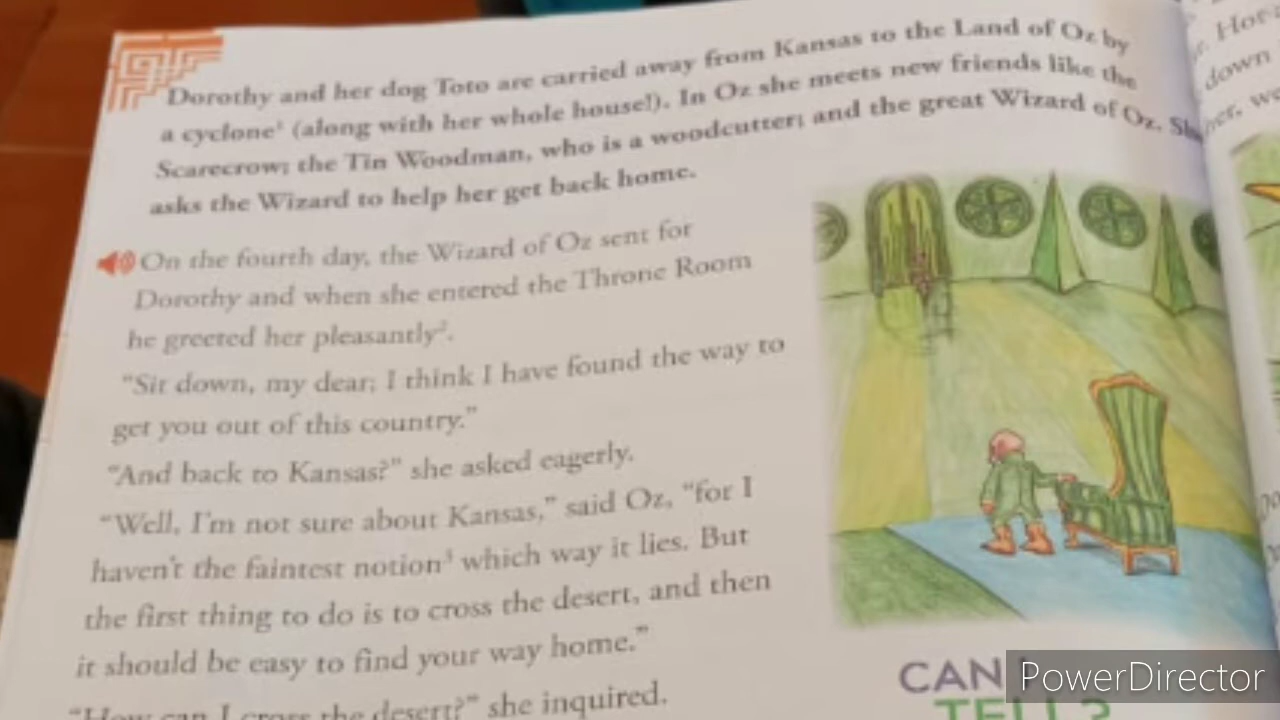 Dorothy and her dog Toto are carried away from Kansas to the Land of Oz by
a cyclone¹ (along with her whole house!). In Oz she meets new friends like the
Scarecrow; the Tin Woodman, who is a woodcutter; and the great Wizard of Oz. She
asks the Wizard to help her get back home.
On the fourth day, the Wizard of Oz sent for
Dorothy and when she entered the Throne Room
he greeted her pleasantly².
“Sit down, my dear; I think I have found the way to
get you out of this country.”
“And back to Kansas?” she asked eagerly.
“Well, I'm not sure about Kansas,” said Oz, “for I
haven't the faintest notion³ which way it lies. But
the first thing to do is to cross the desert, and then
it should be easy to find your way home.”
“How can I cross the desert?” she inquired.
down
CAN
TELL?
PowerDirector